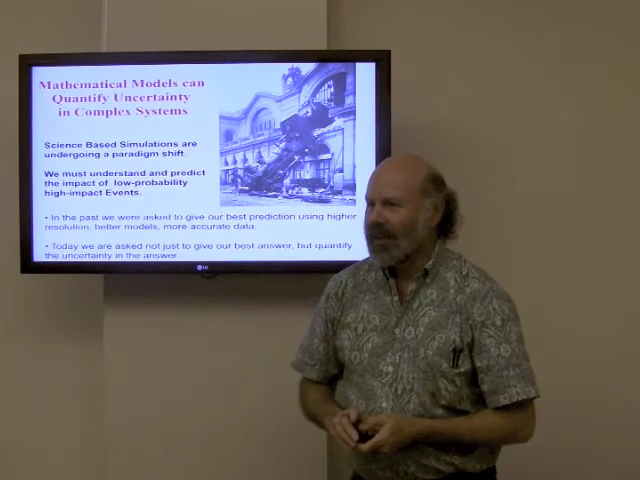 Mathematical Models can
Quantify Uncertainty
in Complex Systems
Science Based Simulations are
undergoing a paradigm shift.
We must understand and predict
the impact of low-probability
high-impact Events.
• In the past we were asked to give our best prediction using higher
resolution, better models, more accurate data.
• Today we are asked not just to give our best answer, but quantify
the uncertainty in the answer
LG